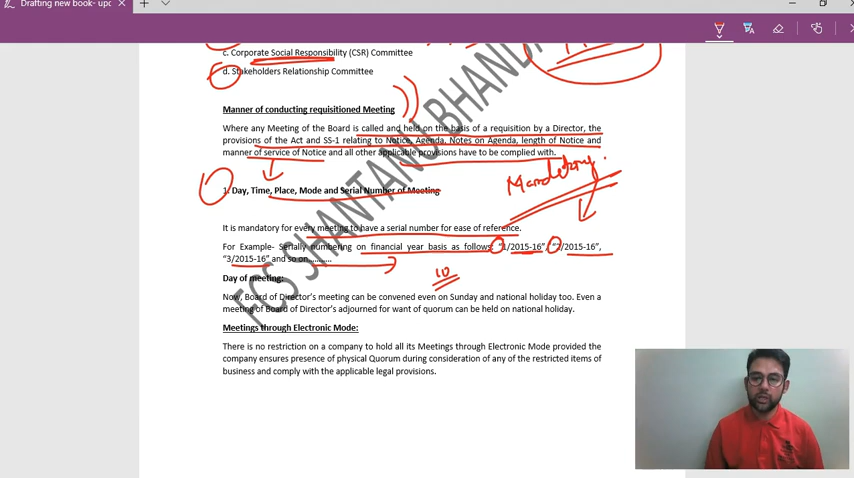 Drafting new book- upd
c. Corporate Social Responsibility (CSR) Committee
d. Stakeholders Relationship Committee
Manner of conducting requisitioned Meeting
Where any Meeting of the Board is called and held on the basis of a requisition by a Director, the
provisions of the Act and SS-1 relating to Notice, Agenda, Notes on Agenda, length of Notice and
manner of service of Notice and all other applicable provisions have to be complied with.
Mandatory.
1. Day, Time, Place, Mode and Serial Number of Meeting
It is mandatory for every meeting to have a serial number for ease of reference.
For Example- Serially numbering on financial year basis as follows: "1/2015-16", "2/2015-16",
"3/2015-16" and so on..........
10
Day of meeting:
Now, Board of Director's meeting can be convened even on Sunday and national holiday too. Even a
meeting of Board of Director's adjourned for want of quorum can be held on national holiday.
Meetings through Electronic Mode:
There is no restriction on a company to hold all its Meetings through Electronic Mode provided the
company ensures presence of physical Quorum during consideration of any of the restricted items of
business and comply with the applicable legal provisions.
FCS SHANTANU BHANDA